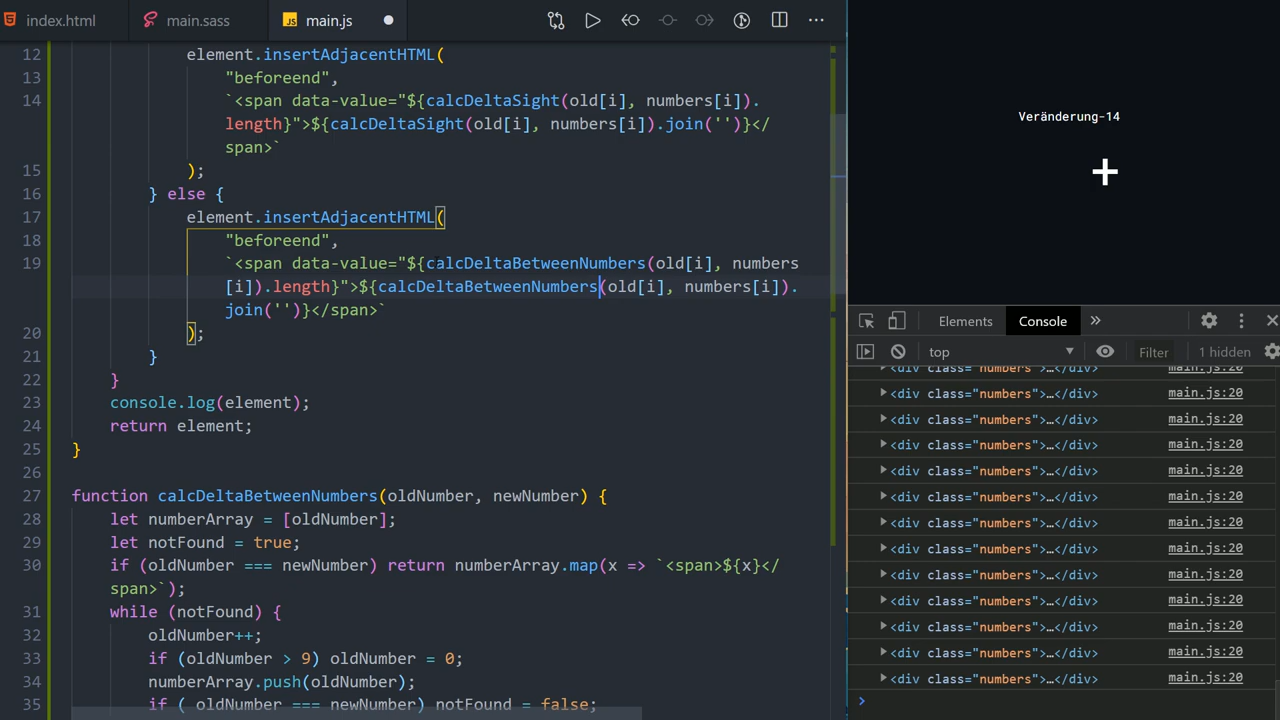 index.html
main.sass
JS main.js
12 element.insertAdjacentHTML(
13 "beforeend",
14 `<span data-value="${calcDeltaSight(old[i], numbers[i]).
length}">${calcDeltaSight(old[i], numbers[i]).join('')}</
span>`
15 );
16 } else {
17 element.insertAdjacentHTML(
18 "beforeend",
19 `<span data-value="${calcDeltaBetweenNumbers(old[i], numbers
[i]).length}">${calcDeltaBetweenNumbers(old[i], numbers[i]).
join('')}</span>`
20 );
21 }
22 }
23 console.log(element);
24 return element;
25 }
26
27 function calcDeltaBetweenNumbers(oldNumber, newNumber) {
28 let numberArray = [oldNumber];
29 let notFound = true;
30 if (oldNumber === newNumber) return numberArray.map(x => `<span>${x}</
span>`);
31 while (notFound) {
32 oldNumber++;
33 if (oldNumber > 9) oldNumber = 0;
34 numberArray.push(oldNumber);
35 if ( oldNumber === newNumber) notFound = false;
Veränderung-14
+
Elements Console »
top Filter 1 hidden
<div class="numbers">…</div> main.js:20
<div class="numbers">…</div> main.js:20
<div class="numbers">…</div> main.js:20
<div class="numbers">…</div> main.js:20
<div class="numbers">…</div> main.js:20
<div class="numbers">…</div> main.js:20
<div class="numbers">…</div> main.js:20
<div class="numbers">…</div> main.js:20
<div class="numbers">…</div> main.js:20
<div class="numbers">…</div> main.js:20
<div class="numbers">…</div> main.js:20
<div class="numbers">…</div> main.js:20
<div class="numbers">…</div> main.js:20